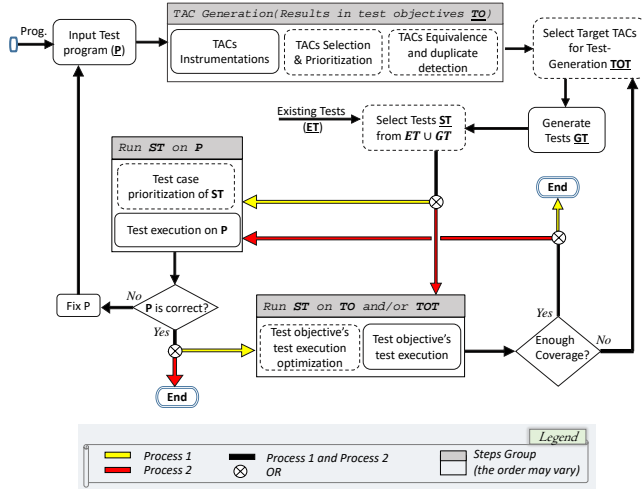 TAC Generation(Results in test objectives TO)
Prog.
Input Test
program (P)
TACs
Instrumentations
TACs Selection
& Prioritization
TACs Equivalence
and duplicate
detection
Select Target TACs
for Test-
Generation TOT
Existing Tests
(ET)
Select Tests ST
from ET ∪ GT
Generate
Tests GT
Run ST on P
Test case
prioritization of ST
Test execution on P
End
Fix P
No
P is correct?
Yes
Run ST on TO and/or TOT
Test objective's
test execution
optimization
Test objective's
test execution
Yes
Enough
Coverage?
No
End
Legend
Process 1
Process 2
Process 1 and Process 2
OR
Steps Group
(the order may vary)